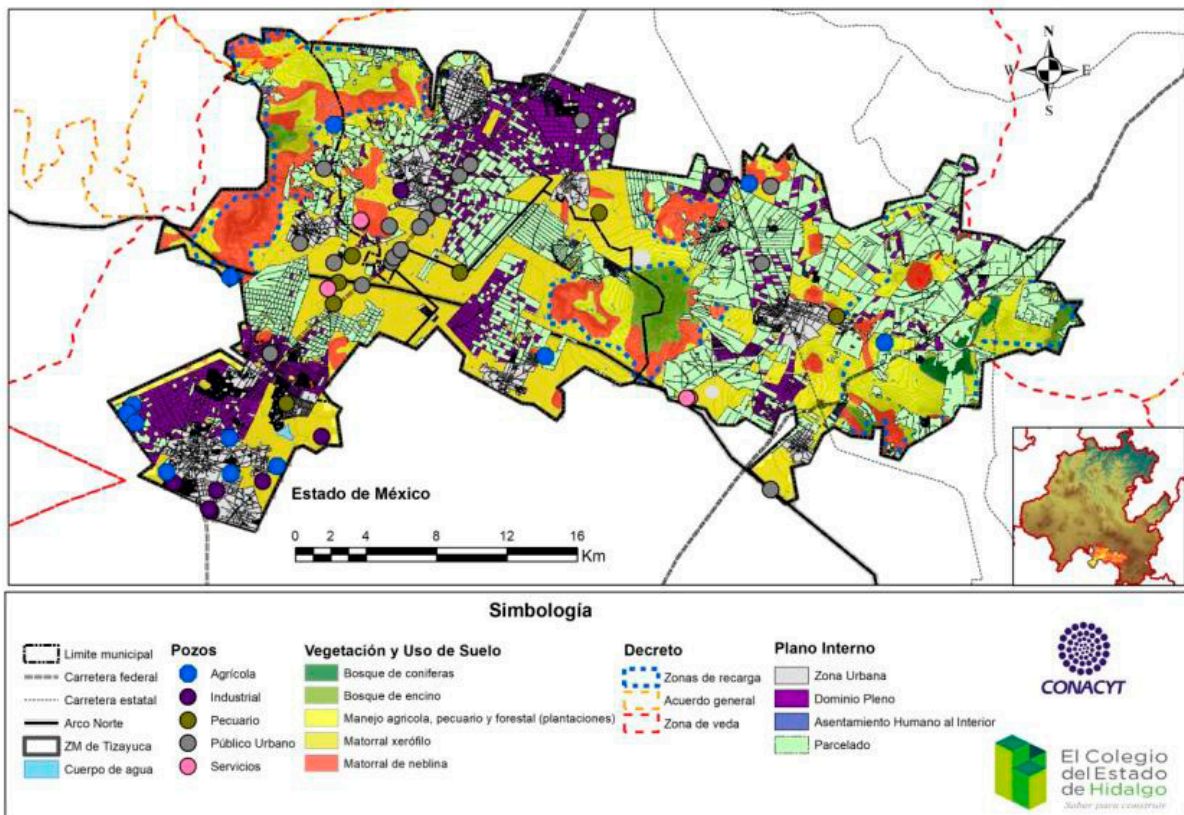 N
W E
S
Estado de México
0 2 4 8 12 16
Km
Simbología
Limite municipal
Carretera federal
Carretera estatal
Arco Norte
ZM de Tizayuca
Cuerpo de agua
Pozos
Agrícola
Industrial
Pecuario
Público Urbano
Servicios
Vegetación y Uso de Suelo
Bosque de coniferas
Bosque de encino
Manejo agricola, pecuario y forestal (plantaciones)
Matorral xerófilo
Matorral de neblina
Decreto
Zonas de recarga
Acuerdo general
Zona de veda
Plano Interno
Zona Urbana
Dominio Pleno
Asentamiento Humano al Interior
Parcelado
CONACYT
El Colegio
del Estado
de Hidalgo
Saber para construir